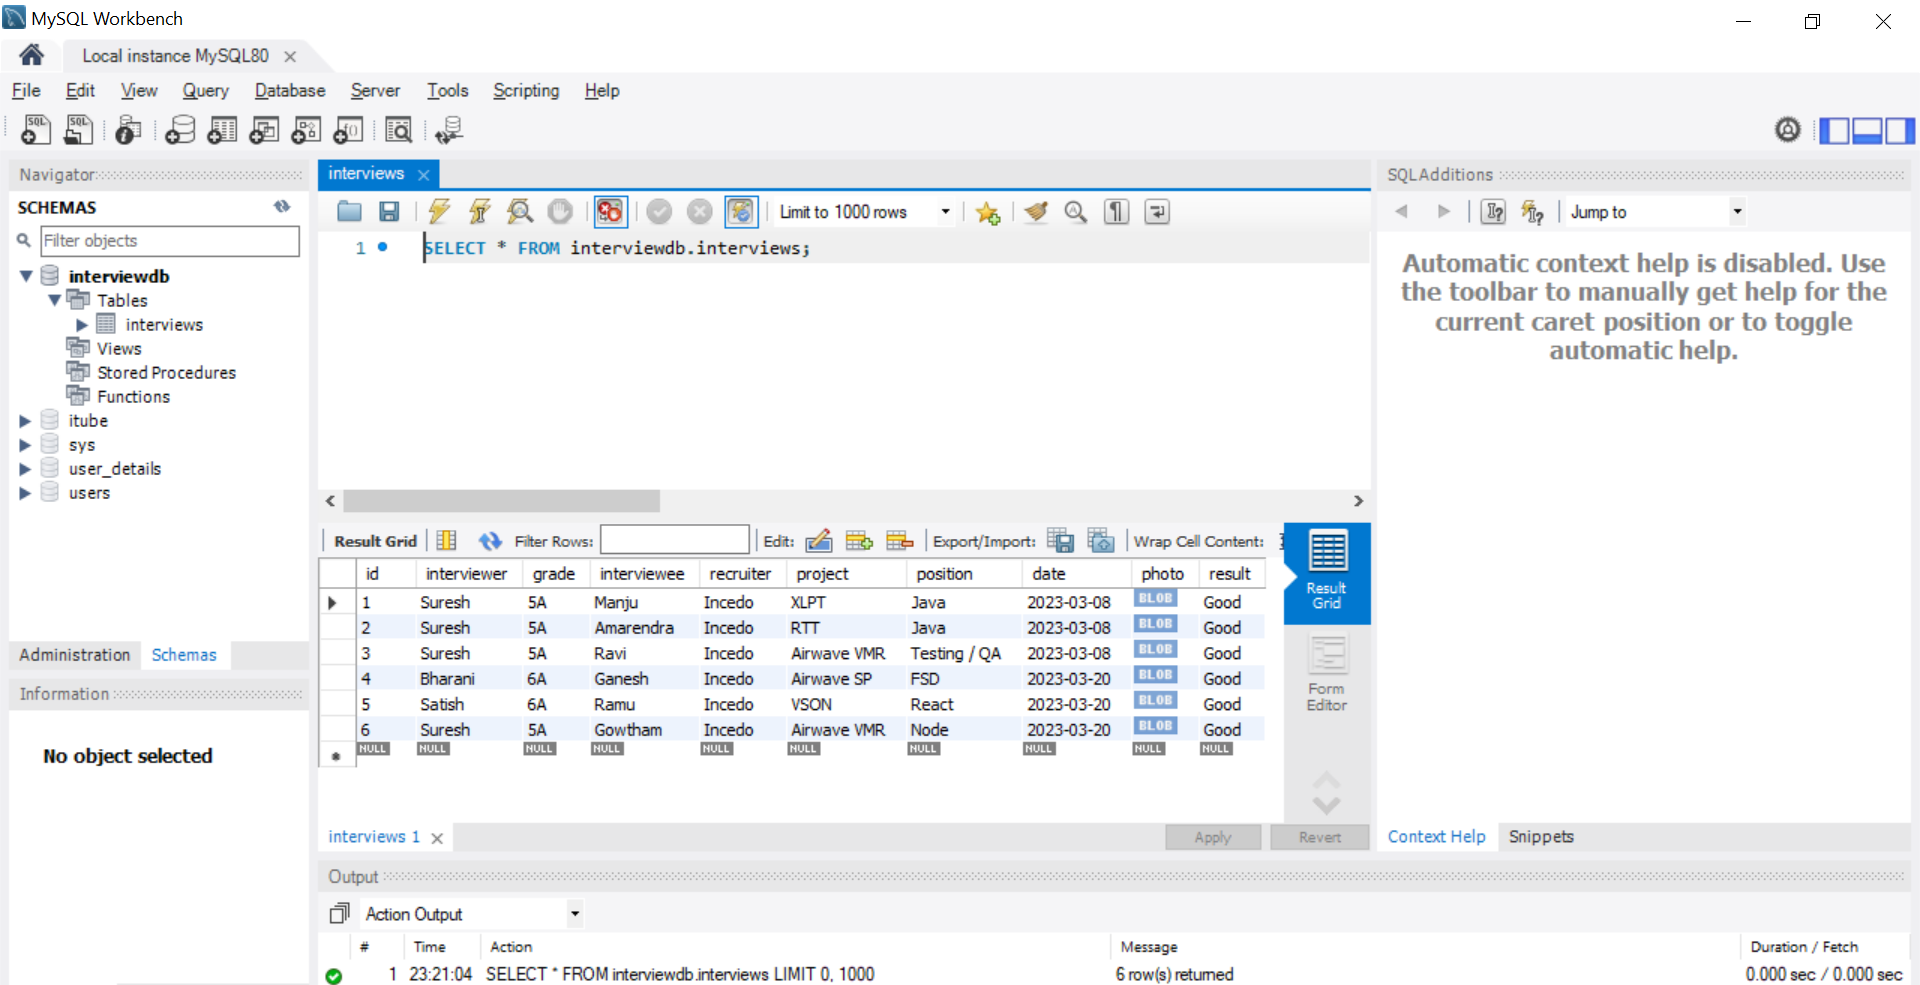 MySQL Workbench
Local instance MySQL80
File Edit View Query Database Server Tools Scripting Help
Navigator
SCHEMAS
Filter objects
interviewdb
Tables
interviews
Views
Stored Procedures
Functions
itube
sys
user_details
users
Administration Schemas
Information
No object selected
interviews
Limit to 1000 rows
1 SELECT * FROM interviewdb.interviews;
Result Grid Filter Rows: Edit: Export/Import: Wrap Cell Content:
id interviewer grade interviewee recruiter project position date photo result
1 Suresh 5A Manju Incedo XLPT Java 2023-03-08 BLOB Good
2 Suresh 5A Amarendra Incedo RTT Java 2023-03-08 BLOB Good
3 Suresh 5A Ravi Incedo Airwave VMR Testing / QA 2023-03-08 BLOB Good
4 Bharani 6A Ganesh Incedo Airwave SP FSD 2023-03-20 BLOB Good
5 Satish 6A Ramu Incedo VSON React 2023-03-20 BLOB Good
6 Suresh 5A Gowtham Incedo Airwave VMR Node 2023-03-20 BLOB Good
NULL NULL NULL NULL NULL NULL NULL NULL NULL NULL
Result
Grid
Form
Editor
interviews 1
Apply Revert
SQLAdditions
Jump to
Automatic context help is disabled. Use
the toolbar to manually get help for the
current caret position or to toggle
automatic help.
Context Help Snippets
Output
Action Output
# Time Action Message Duration / Fetch
1 23:21:04 SELECT * FROM interviewdb.interviews LIMIT 0, 1000 6 row(s) returned 0.000 sec / 0.000 sec